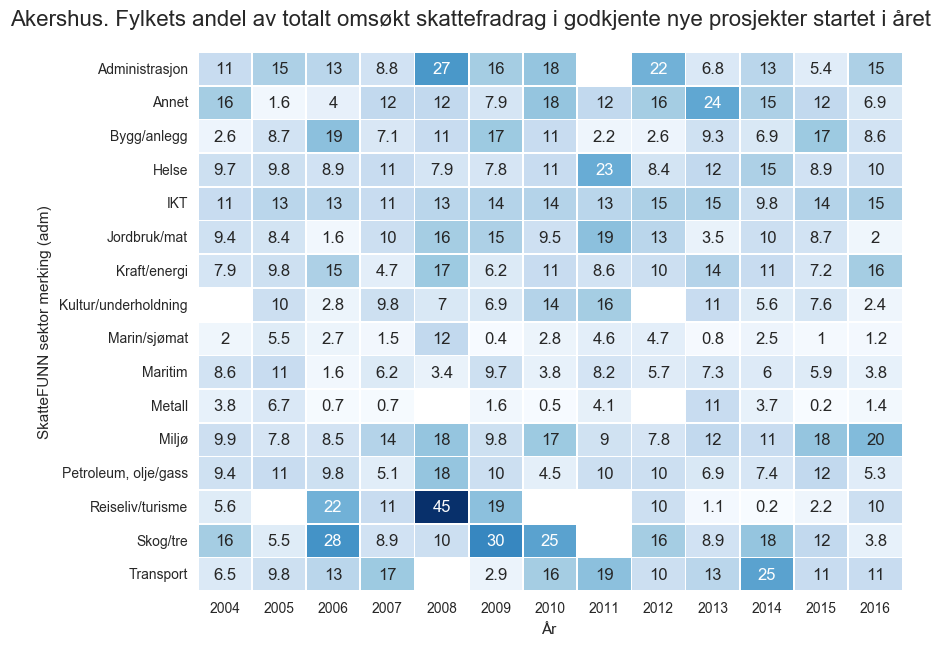 Akershus. Fylkets andel av totalt omsøkt skattefradrag i godkjente nye prosjekter startet i året
SkatteFUNN sektor merking (adm)
Administrasjon 11 15 13 8.8 27 16 18 22 6.8 13 5.4 15
Annet 16 1.6 4 12 12 7.9 18 12 16 24 15 12 6.9
Bygg/anlegg 2.6 8.7 19 7.1 11 17 11 2.2 2.6 9.3 6.9 17 8.6
Helse 9.7 9.8 8.9 11 7.9 7.8 11 23 8.4 12 15 8.9 10
IKT 11 13 13 11 13 14 14 13 15 15 9.8 14 15
Jordbruk/mat 9.4 8.4 1.6 10 16 15 9.5 19 13 3.5 10 8.7 2
Kraft/energi 7.9 9.8 15 4.7 17 6.2 11 8.6 10 14 11 7.2 16
Kultur/underholdning 10 2.8 9.8 7 6.9 14 16 11 5.6 7.6 2.4
Marin/sjømat 2 5.5 2.7 1.5 12 0.4 2.8 4.6 4.7 0.8 2.5 1 1.2
Maritim 8.6 11 1.6 6.2 3.4 9.7 3.8 8.2 5.7 7.3 6 5.9 3.8
Metall 3.8 6.7 0.7 0.7 1.6 0.5 4.1 11 3.7 0.2 1.4
Miljø 9.9 7.8 8.5 14 18 9.8 17 9 7.8 12 11 18 20
Petroleum, olje/gass 9.4 11 9.8 5.1 18 10 4.5 10 10 6.9 7.4 12 5.3
Reiseliv/turisme 5.6 22 11 45 19 10 1.1 0.2 2.2 10
Skog/tre 16 5.5 28 8.9 10 30 25 16 8.9 18 12 3.8
Transport 6.5 9.8 13 17 2.9 16 19 10 13 25 11 11
2004 2005 2006 2007 2008 2009 2010 2011 2012 2013 2014 2015 2016
År